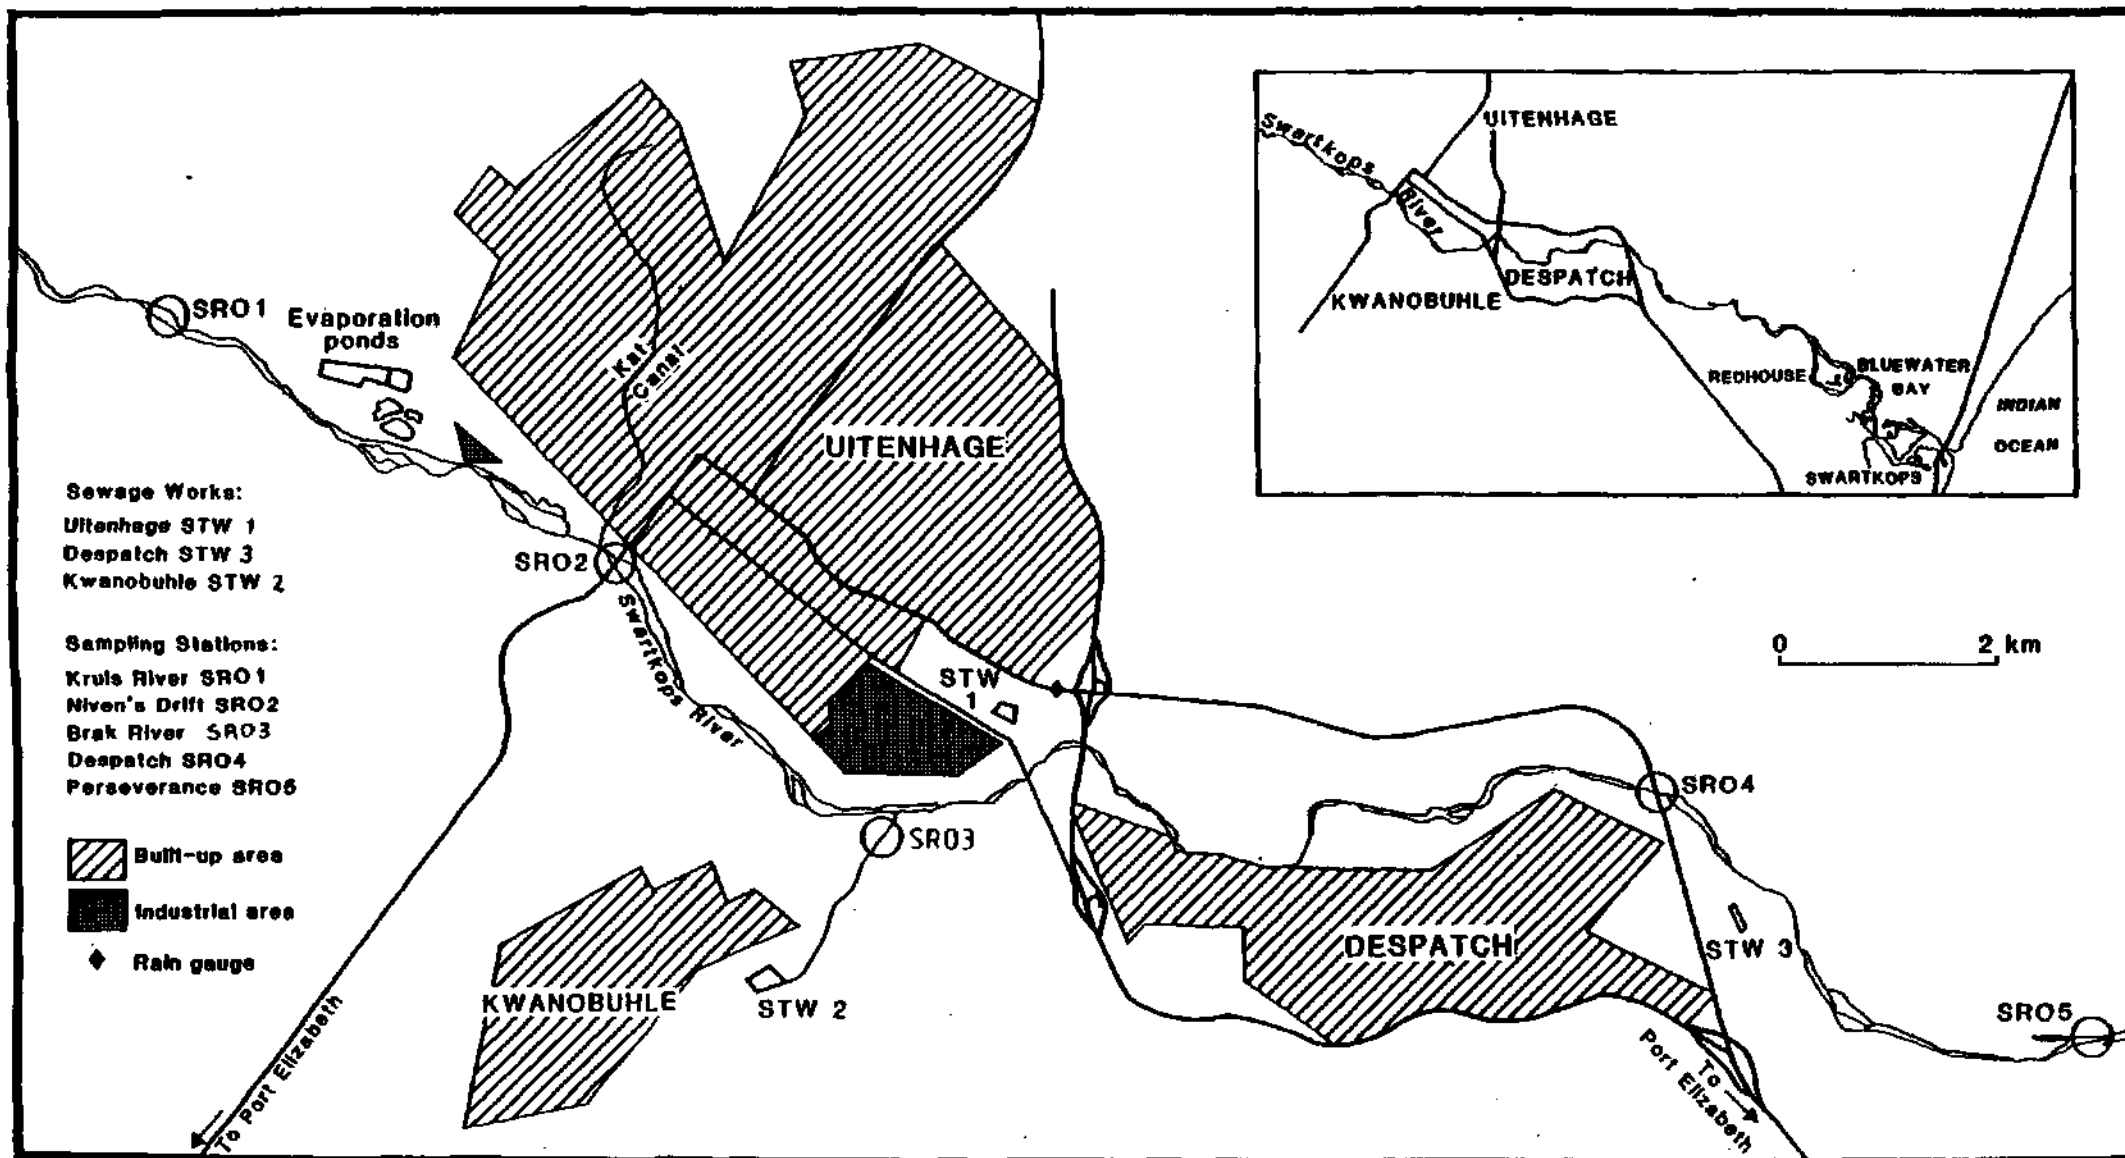 SRO1
Evaporation
ponds
Kat
Canal
UITENHAGE
Sewage Works:
Uitenhage STW 1
Despatch STW 3
Kwanobuhle STW 2
SRO2
Swartkops River
Sampling Stations:
Kruis River SRO1
Niven's Drift SRO2
Brak River SRO3
Despatch SRO4
Perseverance SRO5
STW
1
SRO3
SRO4
0 2 km
Built-up area
Industrial area
Rain gauge
KWANOBUHLE
STW 2
DESPATCH
STW 3
SRO5
To Port Elizabeth
To
Port Elizabeth
Swartkops
River
UITENHAGE
DESPATCH
KWANOBUHLE
REDHOUSE
BLUEWATER
BAY
INDIAN
OCEAN
SWARTKOPS